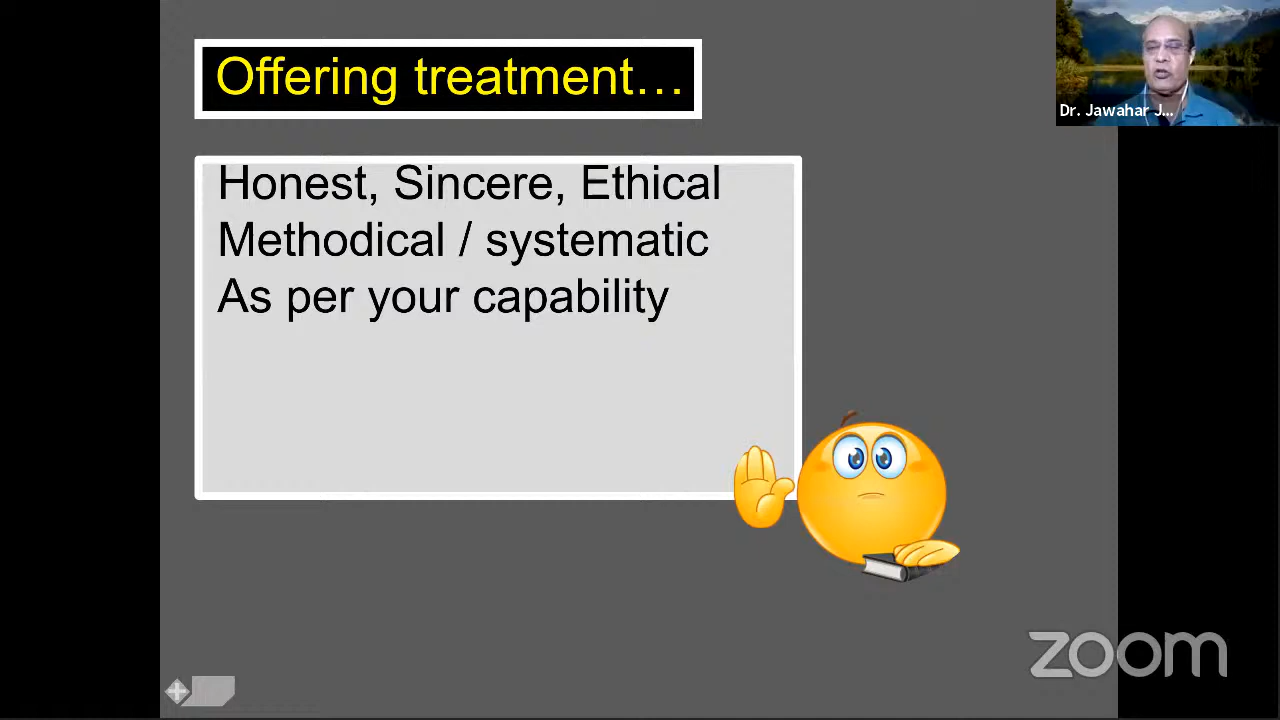 Offering treatment…
Dr. Jawahar J...
Honest, Sincere, Ethical
Methodical / systematic
As per your capability
zoom